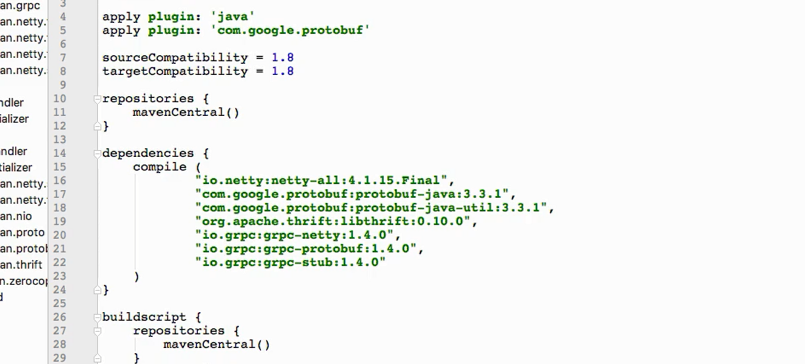 an.grpc
an.netty.
an.netty.
an.netty.
an.netty.
ndler
ializer
andler
tializer
an.netty.
an.netty.
an.nio
an.proto
an.protob
an.thrift
n.zerocop
d
3
4 apply plugin: 'java'
5 apply plugin: 'com.google.protobuf'
6
7 sourceCompatibility = 1.8
8 targetCompatibility = 1.8
9
10 repositories {
11 mavenCentral()
12 }
13
14 dependencies {
15 compile (
16 "io.netty:netty-all:4.1.15.Final",
17 "com.google.protobuf:protobuf-java:3.3.1",
18 "com.google.protobuf:protobuf-java-util:3.3.1",
19 "org.apache.thrift:libthrift:0.10.0",
20 "io.grpc:grpc-netty:1.4.0",
21 "io.grpc:grpc-protobuf:1.4.0",
22 "io.grpc:grpc-stub:1.4.0"
23 )
24 }
25
26 buildscript {
27 repositories {
28 mavenCentral()
29 }